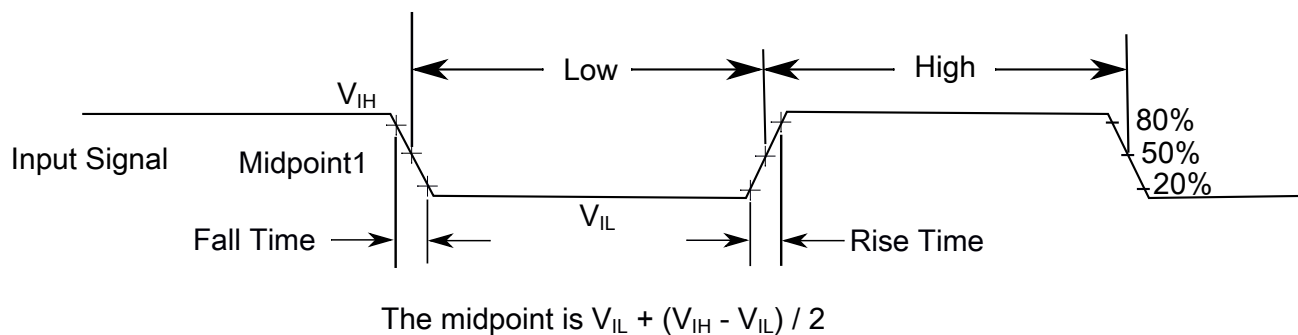 Low
High
V_IH
80%
Input Signal
Midpoint1
50%
20%
V_IL
Fall Time
Rise Time
The midpoint is V_IL + (V_IH - V_IL) / 2